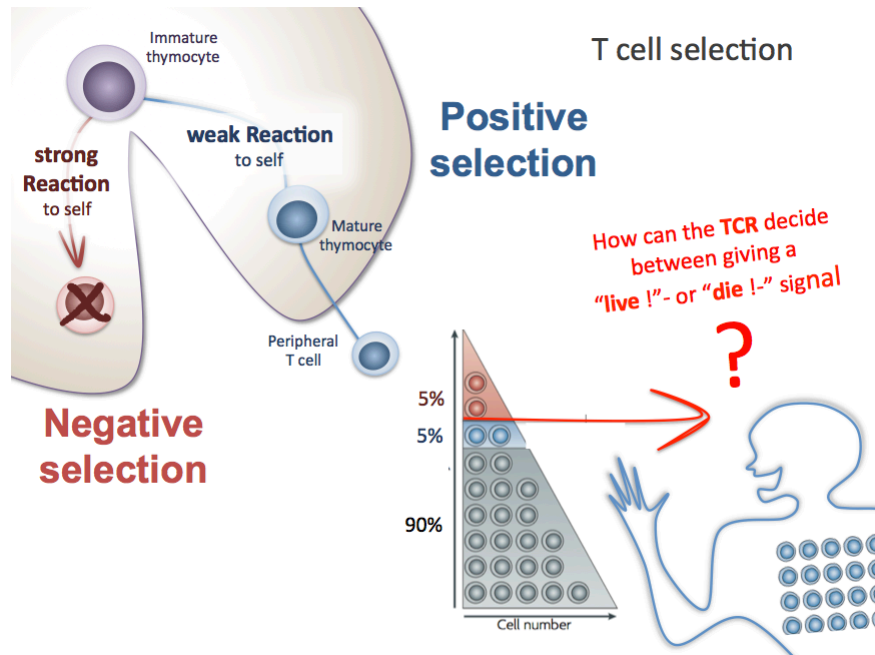 T cell selection
Immature
thymocyte
Positive
selection
weak Reaction
to self
strong
Reaction
to self
Mature
thymocyte
How can the TCR decide
between giving a
“live !”- or “die !-” signal
?
Peripheral
T cell
Negative
selection
5%
5%
90%
Cell number